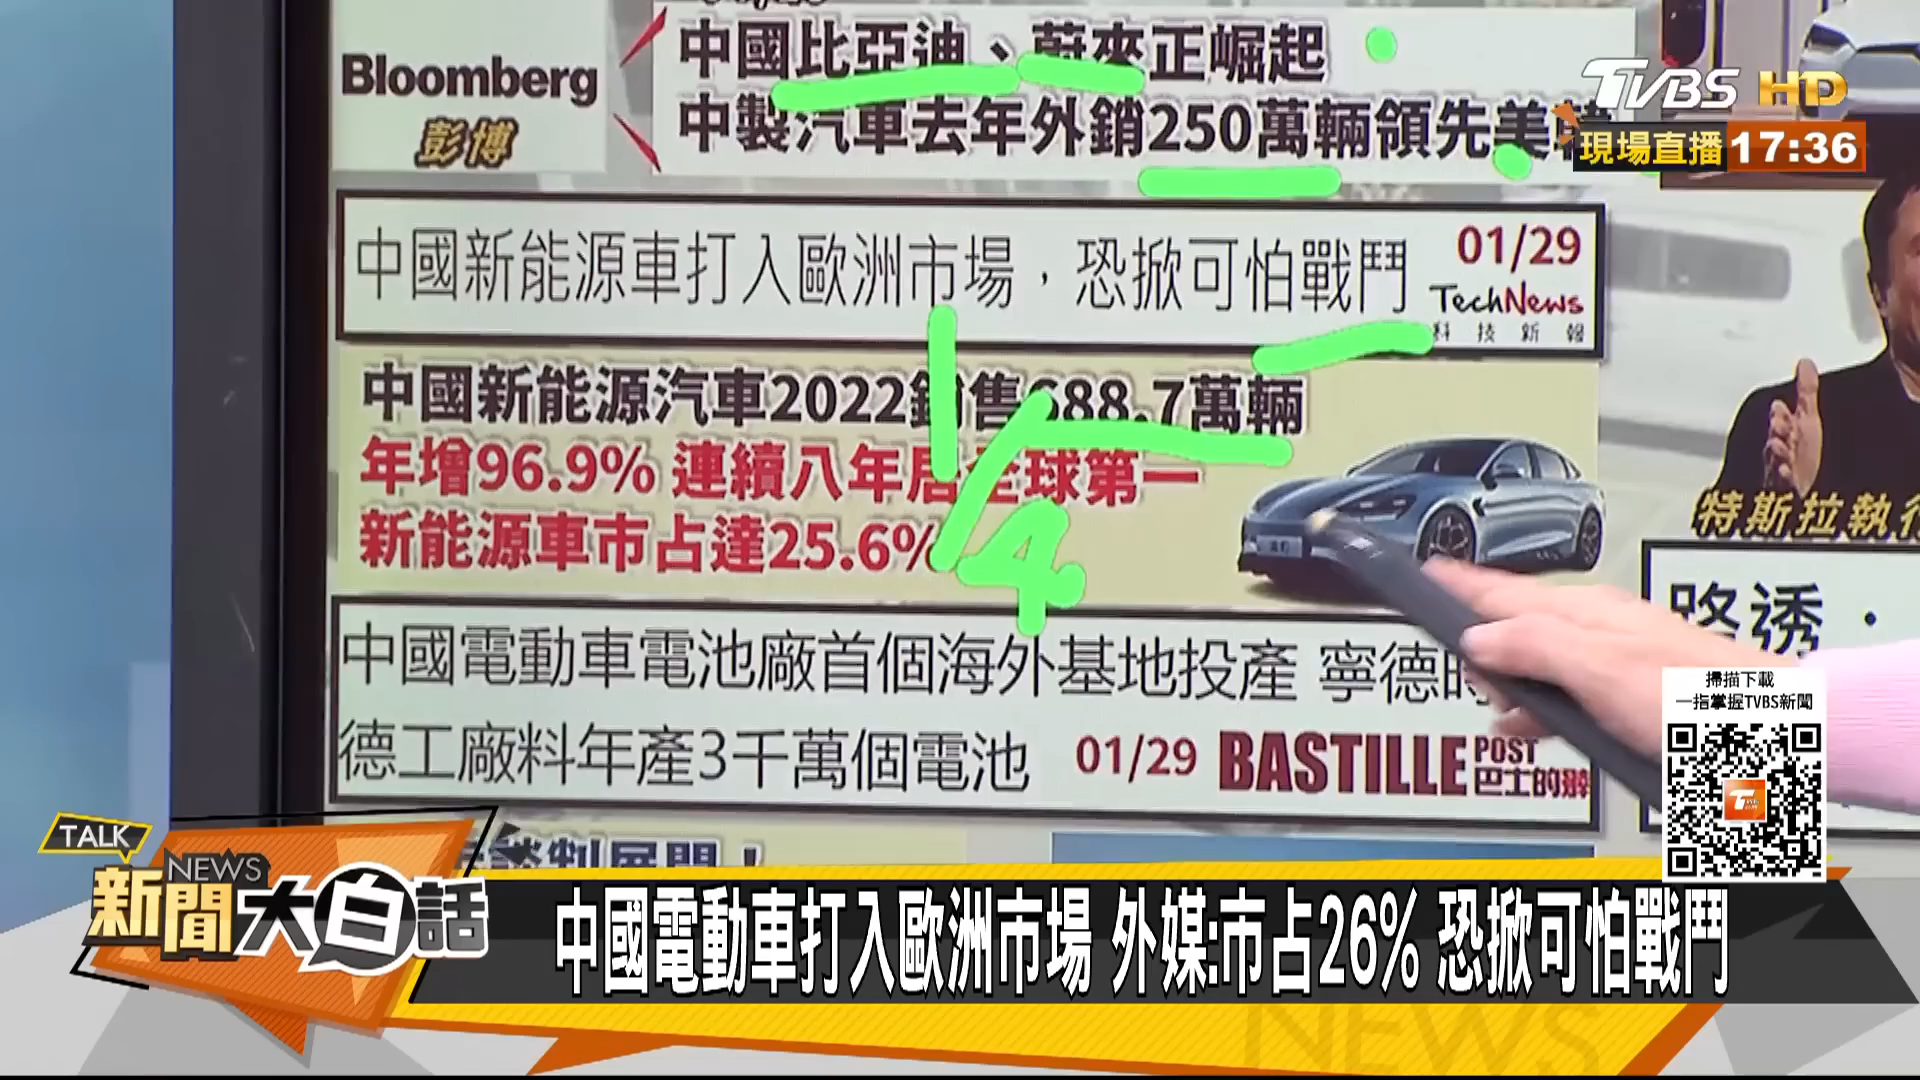 Bloomberg
彭博
中國比亞迪、蔚來正崛起
中製汽車去年外銷250萬輛領先美
TVBS HD
現場直播 17:36
中國新能源車打入歐洲市場,恐掀可怕戰鬥
01/29
TechNews
科技新報
中國新能源汽車2022銷售688.7萬輛
年增96.9% 連續八年居全球第一
新能源車市占達25.6%
1/4
特斯拉執行
路透.
中國電動車電池廠首個海外基地投產 寧德時
德工廠料年產3千萬個電池
01/29 BASTILLE POST
巴士的報
掃描下載
一指掌握TVBS新聞
TALK
NEWS
新聞大白話
中國電動車打入歐洲市場 外媒:市占26% 恐掀可怕戰鬥
NEWS